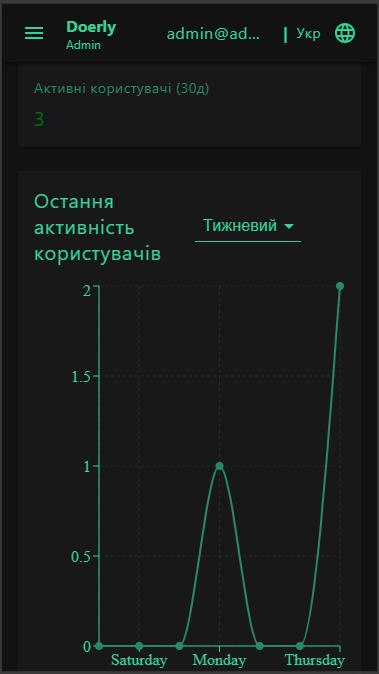 Doerly
Admin
admin@ad...
| Укр
Активні користувачі (30д)
3
Остання
активність
користувачів
Тижневий
2
1.5
1
0.5
0
Saturday Monday Thursday